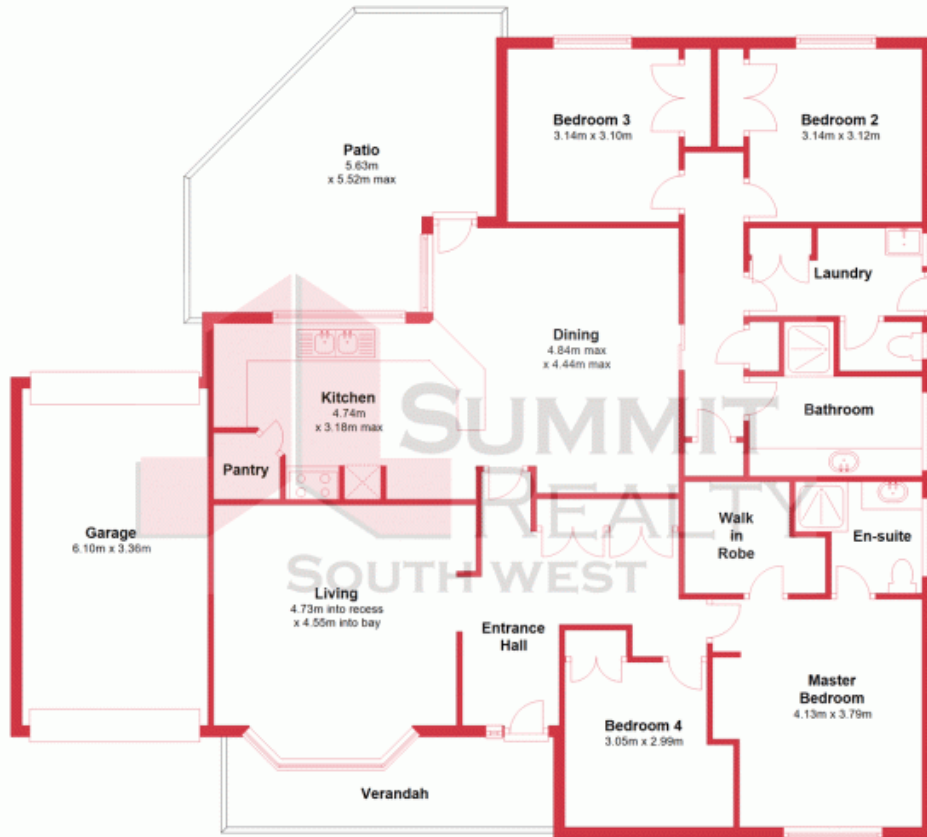 Bedroom 3
3.14m x 3.10m
Bedroom 2
3.14m x 3.12m
Patio
5.63m
x 5.52m max
Laundry
Dining
4.84m max
x 4.44m max
Kitchen
4.74m
x 3.18m max
Bathroom
SUMMIT
REALTY
SOUTH WEST
Pantry
Garage
6.10m x 3.36m
Walk
in
Robe
En-suite
Living
4.73m into recess
x 4.55m into bay
Entrance
Hall
Master
Bedroom
4.13m x 3.79m
Bedroom 4
3.05m x 2.99m
Verandah